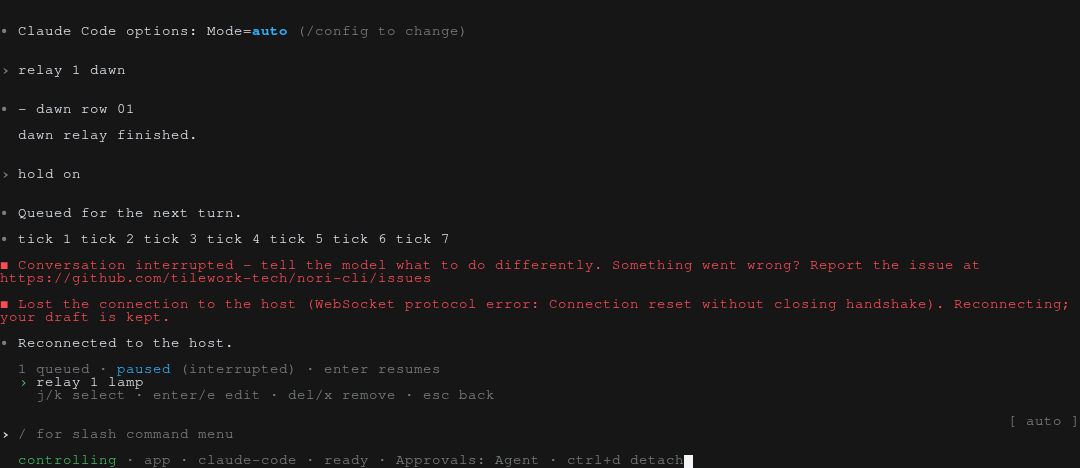 • Claude Code options: Mode=auto (/config to change)
› relay 1 dawn
• - dawn row 01
dawn relay finished.
› hold on
• Queued for the next turn.
• tick 1 tick 2 tick 3 tick 4 tick 5 tick 6 tick 7
■ Conversation interrupted - tell the model what to do differently. Something went wrong? Report the issue at
https://github.com/tilework-tech/nori-cli/issues
■ Lost the connection to the host (WebSocket protocol error: Connection reset without closing handshake). Reconnecting;
your draft is kept.
• Reconnected to the host.
1 queued · paused (interrupted) · enter resumes
› relay 1 lamp
j/k select · enter/e edit · del/x remove · esc back
[ auto ]
› / for slash command menu
controlling · app · claude-code · ready · Approvals: Agent · ctrl+d detach